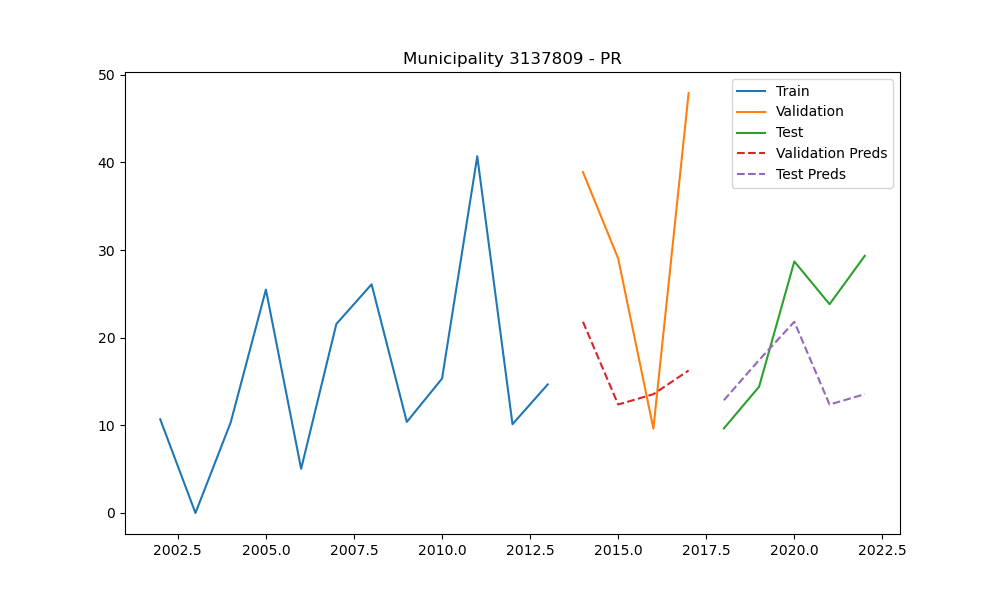 Municipality 3137809 - PR
50
40
30
20
10
0
Train
Validation
Test
Validation Preds
Test Preds
2002.5 2005.0 2007.5 2010.0 2012.5 2015.0 2017.5 2020.0 2022.5